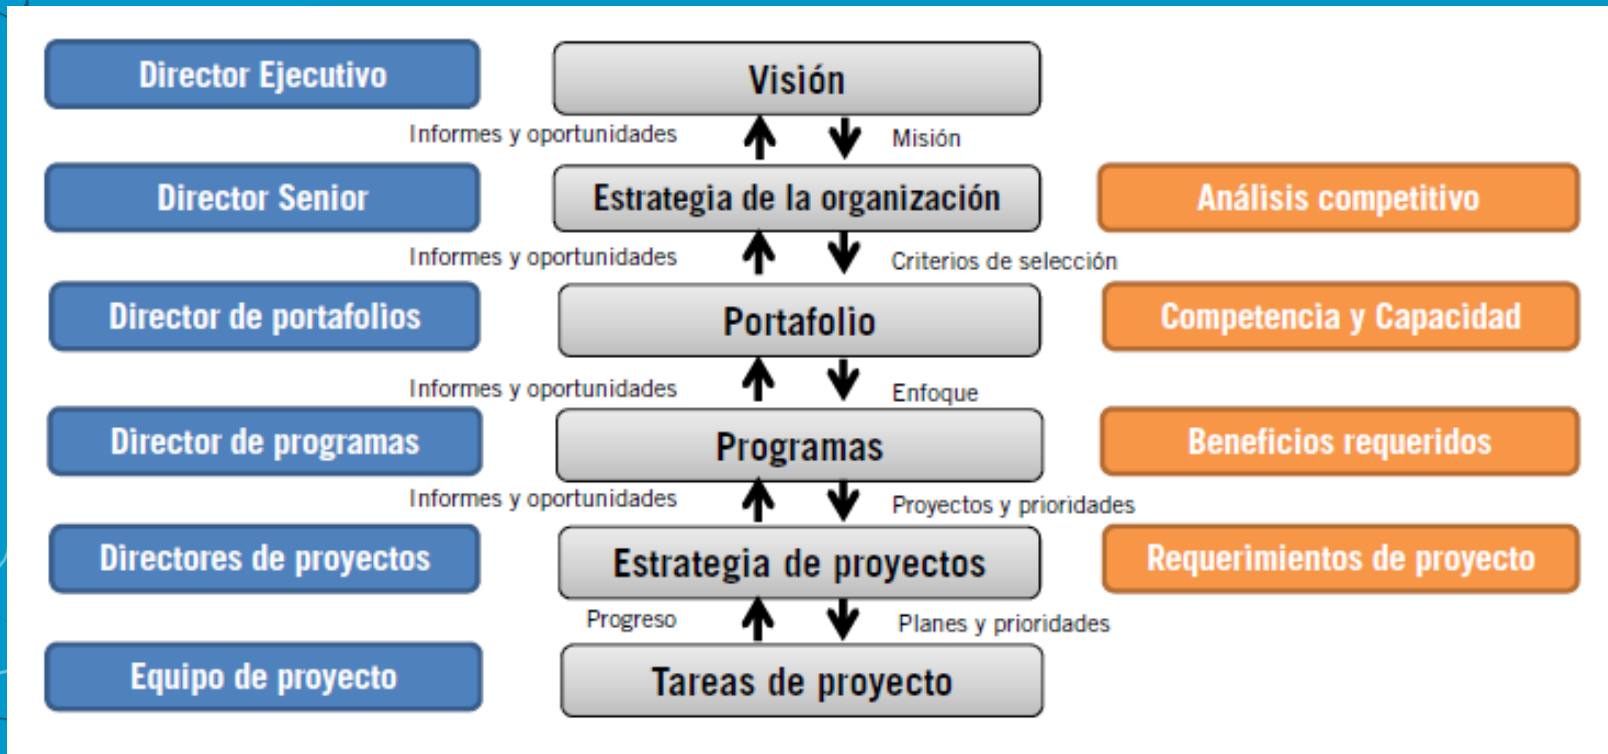 Director Ejecutivo
Visión
Informes y oportunidades
Misión
Director Senior
Estrategia de la organización
Análisis competitivo
Informes y oportunidades
Criterios de selección
Director de portafolios
Portafolio
Competencia y Capacidad
Informes y oportunidades
Enfoque
Director de programas
Programas
Beneficios requeridos
Informes y oportunidades
Proyectos y prioridades
Directores de proyectos
Estrategia de proyectos
Requerimientos de proyecto
Progreso
Planes y prioridades
Equipo de proyecto
Tareas de proyecto